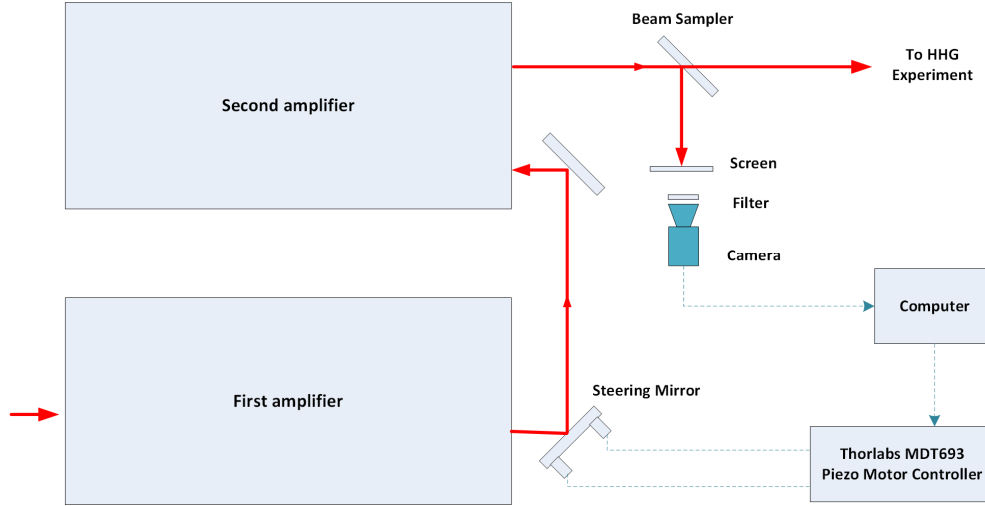 Beam Sampler
To HHG
Experiment
Second amplifier
Screen
Filter
Camera
Computer
First amplifier
Steering Mirror
Thorlabs MDT693
Piezo Motor Controller